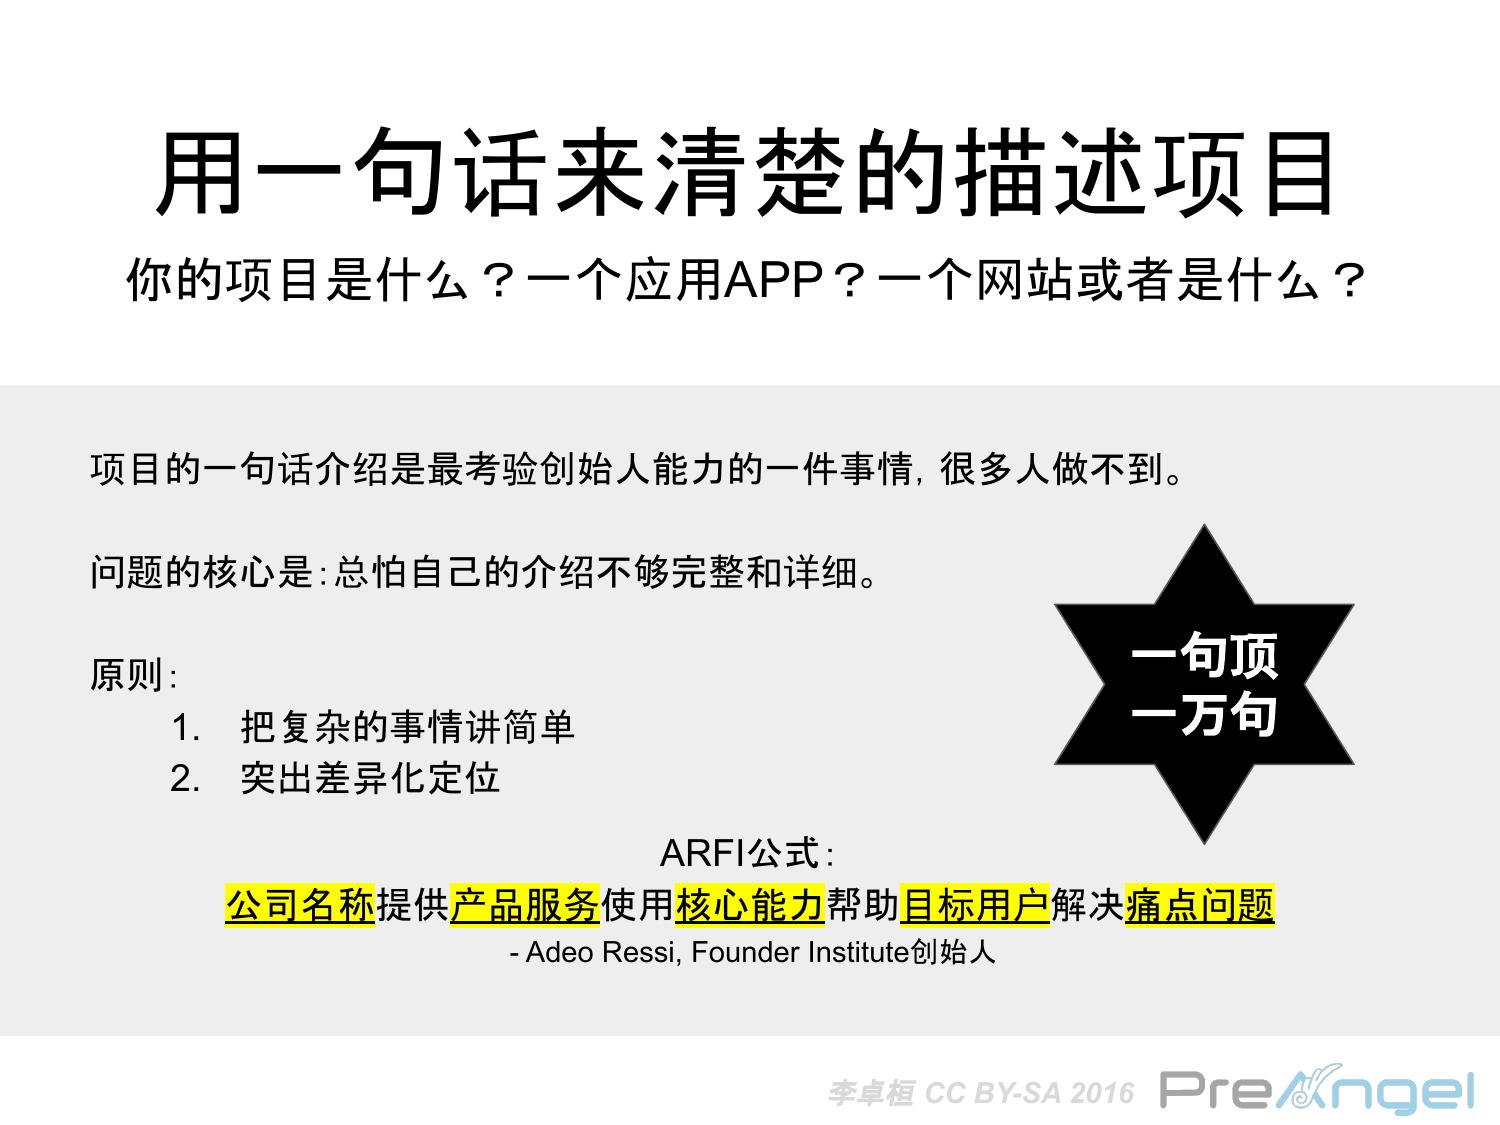 用一句话来清楚的描述项目
你的项目是什么？一个应用APP？一个网站或者是什么？
项目的一句话介绍是最考验创始人能力的一件事情，很多人做不到。
问题的核心是：总怕自己的介绍不够完整和详细。
原则：
1. 把复杂的事情讲简单
2. 突出差异化定位
一句顶
一万句
ARFI公式：
公司名称提供产品服务使用核心能力帮助目标用户解决痛点问题
- Adeo Ressi, Founder Institute创始人
李卓桓 CC BY-SA 2016
PreAngel